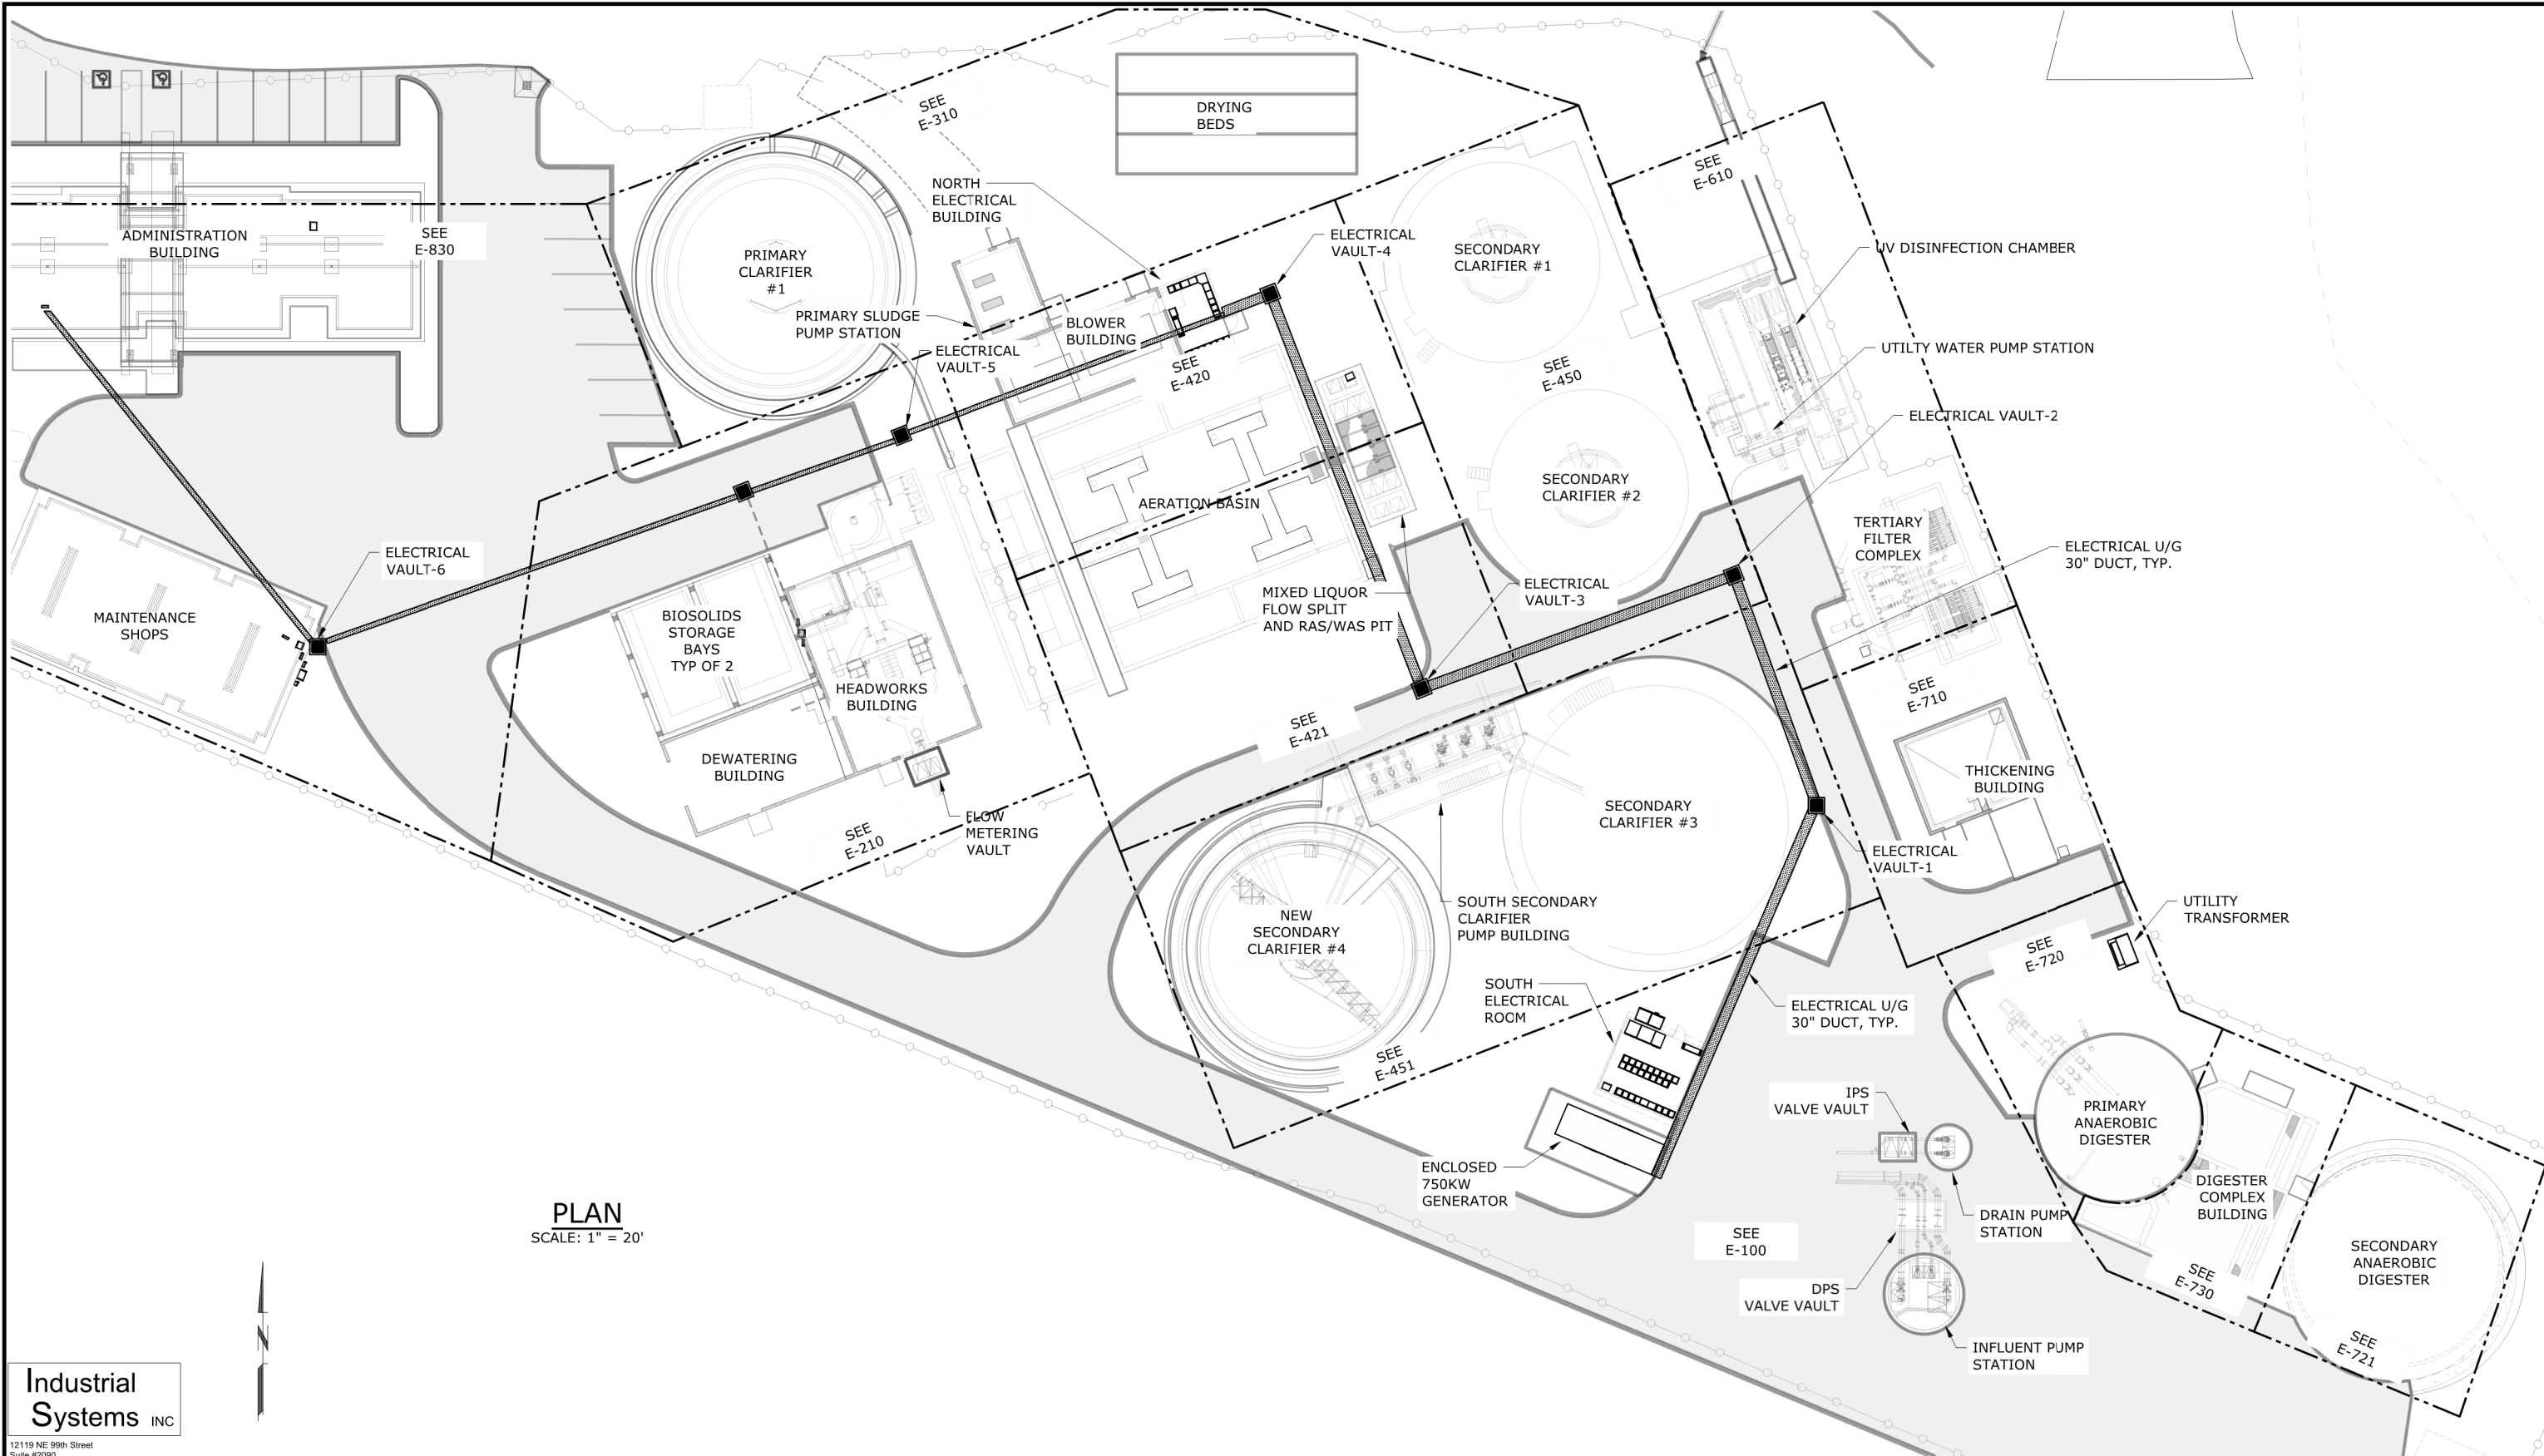 SEE
E-310
DRYING
BEDS
SEE
E-610
NORTH
ELECTRICAL
BUILDING
ADMINISTRATION
BUILDING
SEE
E-830
PRIMARY
CLARIFIER
#1
ELECTRICAL
VAULT-4
SECONDARY
CLARIFIER #1
UV DISINFECTION CHAMBER
PRIMARY SLUDGE
PUMP STATION
BLOWER
BUILDING
ELECTRICAL
VAULT-5
SEE
E-420
SEE
E-450
UTILTY WATER PUMP STATION
ELECTRICAL VAULT-2
AERATION BASIN
SECONDARY
CLARIFIER #2
TERTIARY
FILTER
COMPLEX
ELECTRICAL U/G
30" DUCT, TYP.
ELECTRICAL
VAULT-6
MAINTENANCE
SHOPS
BIOSOLIDS
STORAGE
BAYS
TYP OF 2
MIXED LIQUOR
FLOW SPLIT
AND RAS/WAS PIT
ELECTRICAL
VAULT-3
HEADWORKS
BUILDING
SEE
E-421
SEE
E-710
DEWATERING
BUILDING
THICKENING
BUILDING
SECONDARY
CLARIFIER #3
SEE
E-210
FLOW
METERING
VAULT
ELECTRICAL
VAULT-1
NEW
SECONDARY
CLARIFIER #4
SOUTH SECONDARY
CLARIFIER
PUMP BUILDING
UTILITY
TRANSFORMER
SEE
E-720
SOUTH
ELECTRICAL
ROOM
ELECTRICAL U/G
30" DUCT, TYP.
SEE
E-451
IPS
VALVE VAULT
PRIMARY
ANAEROBIC
DIGESTER
ENCLOSED
750KW
GENERATOR
DIGESTER
COMPLEX
BUILDING
DRAIN PUMP
STATION
SEE
E-100
SECONDARY
ANAEROBIC
DIGESTER
SEE
E-730
DPS
VALVE VAULT
INFLUENT PUMP
STATION
SEE
E-721
PLAN
SCALE: 1" = 20'
N
Industrial
Systems INC
12119 NE 99th Street
Suite #2090